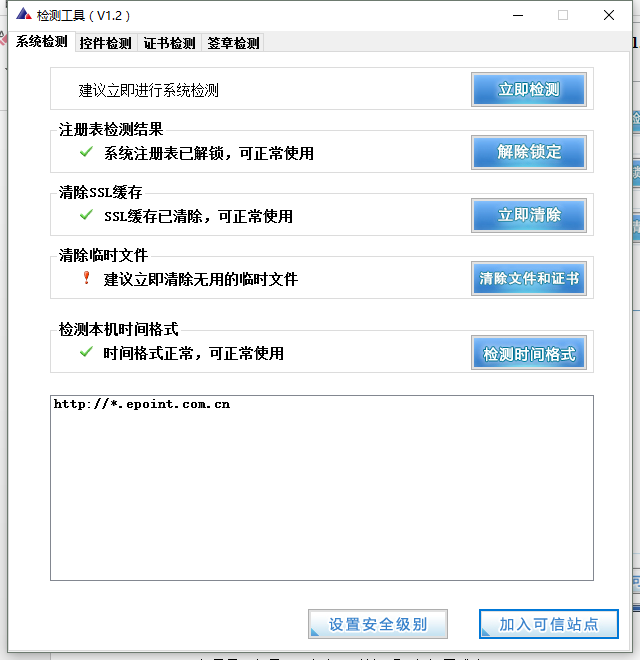 检测工具（V1.2）
系统检测 控件检测 证书检测 签章检测
建议立即进行系统检测 立即检测
注册表检测结果
系统注册表已解锁，可正常使用 解除锁定
清除SSL缓存
SSL缓存已清除，可正常使用 立即清除
清除临时文件
建议立即清除无用的临时文件 清除文件和证书
检测本机时间格式
时间格式正常，可正常使用 检测时间格式
http://*.epoint.com.cn
设置安全级别 加入可信站点